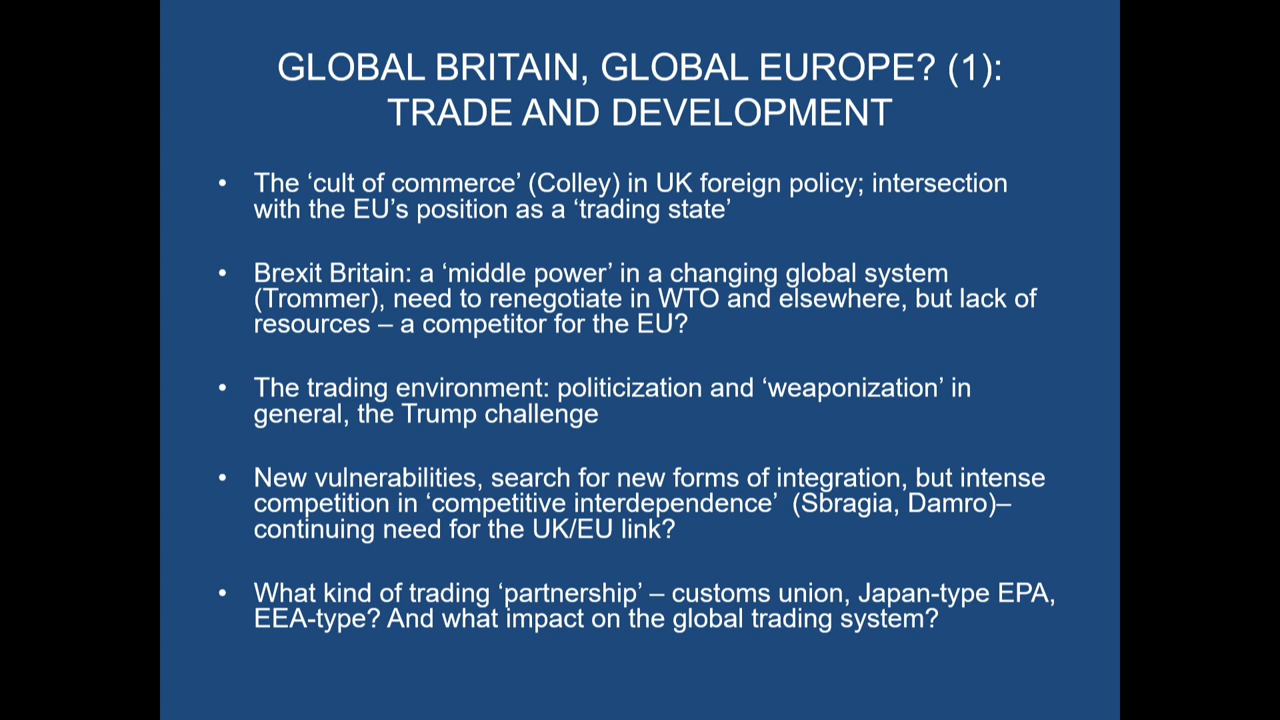 GLOBAL BRITAIN, GLOBAL EUROPE? (1):
TRADE AND DEVELOPMENT
• The ‘cult of commerce’ (Colley) in UK foreign policy; intersection
with the EU’s position as a ‘trading state’
• Brexit Britain: a ‘middle power’ in a changing global system
(Trommer), need to renegotiate in WTO and elsewhere, but lack of
resources – a competitor for the EU?
• The trading environment: politicization and ‘weaponization’ in
general, the Trump challenge
• New vulnerabilities, search for new forms of integration, but intense
competition in ‘competitive interdependence’ (Sbragia, Damro)–
continuing need for the UK/EU link?
• What kind of trading ‘partnership’ – customs union, Japan-type EPA,
EEA-type? And what impact on the global trading system?